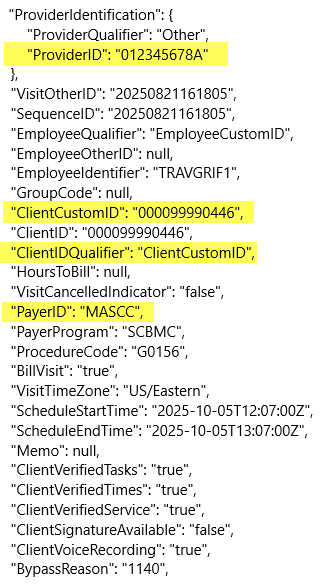 "ProviderIdentification": {
"ProviderQualifier": "Other",
"ProviderID": "012345678A"
},
"VisitOtherID": "20250821161805",
"SequenceID": "20250821161805",
"EmployeeQualifier": "EmployeeCustomID",
"EmployeeOtherID": null,
"EmployeeIdentifier": "TRAVGRIF1",
"GroupCode": null,
"ClientCustomID": "000099990446",
"ClientID": "000099990446",
"ClientIDQualifier": "ClientCustomID",
"HoursToBill": null,
"VisitCancelledIndicator": "false",
"PayerID": "MASCC",
"PayerProgram": "SCBMC",
"ProcedureCode": "G0156",
"BillVisit": "true",
"VisitTimeZone": "US/Eastern",
"ScheduleStartTime": "2025-10-05T12:07:00Z",
"ScheduleEndTime": "2025-10-05T13:07:00Z",
"Memo": null,
"ClientVerifiedTasks": "true",
"ClientVerifiedTimes": "true",
"ClientVerifiedService": "true",
"ClientSignatureAvailable": "false",
"ClientVoiceRecording": "true",
"BypassReason": "1140",